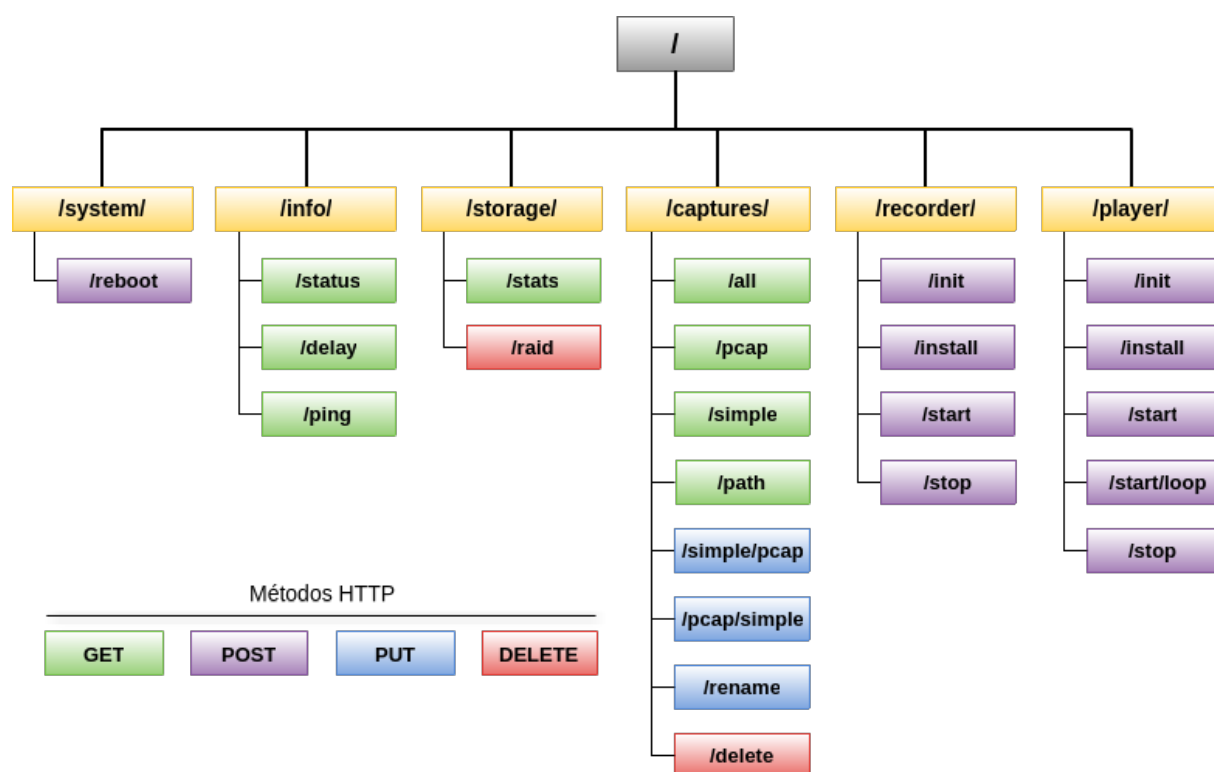 /
/system/
/reboot
/info/
/status
/delay
/ping
/storage/
/stats
/raid
/captures/
/all
/pcap
/simple
/path
/simple/pcap
/pcap/simple
/rename
/delete
/recorder/
/init
/install
/start
/stop
/player/
/init
/install
/start
/start/loop
/stop
Métodos HTTP
GET
POST
PUT
DELETE